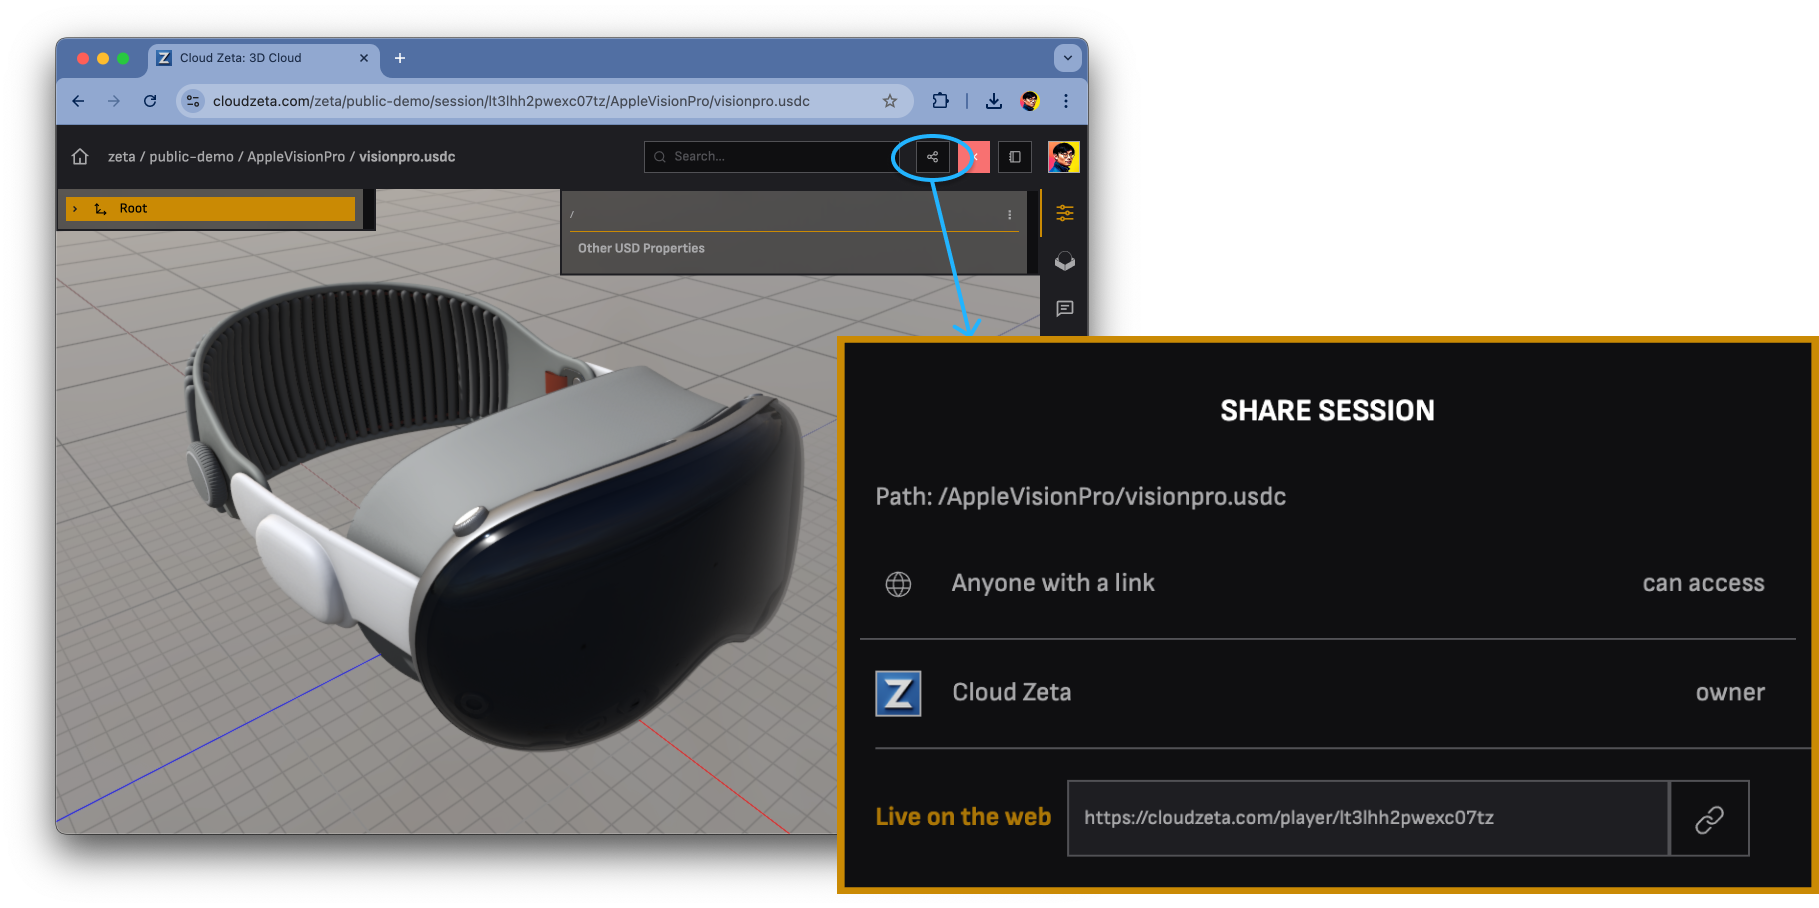 Cloud Zeta: 3D Cloud
cloudzeta.com/zeta/public-demo/session/lt3lhh2pwexc07tz/AppleVisionPro/visionpro.usdc
zeta / public-demo / AppleVisionPro / visionpro.usdc
Search...
Root
/
Other USD Properties
SHARE SESSION
Path: /AppleVisionPro/visionpro.usdc
Anyone with a link can access
Z Cloud Zeta owner
Live on the web https://cloudzeta.com/player/lt3lhh2pwexc07tz